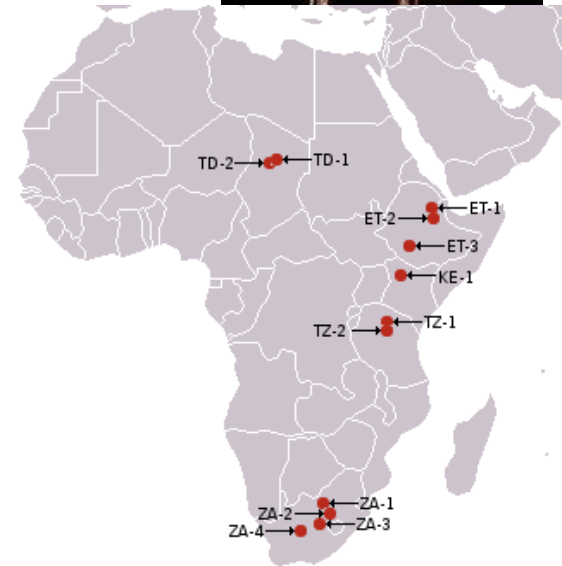 TD-2 TD-1
ET-1
ET-2
ET-3
KE-1
TZ-1
TZ-2
ZA-1
ZA-2
ZA-3
ZA-4